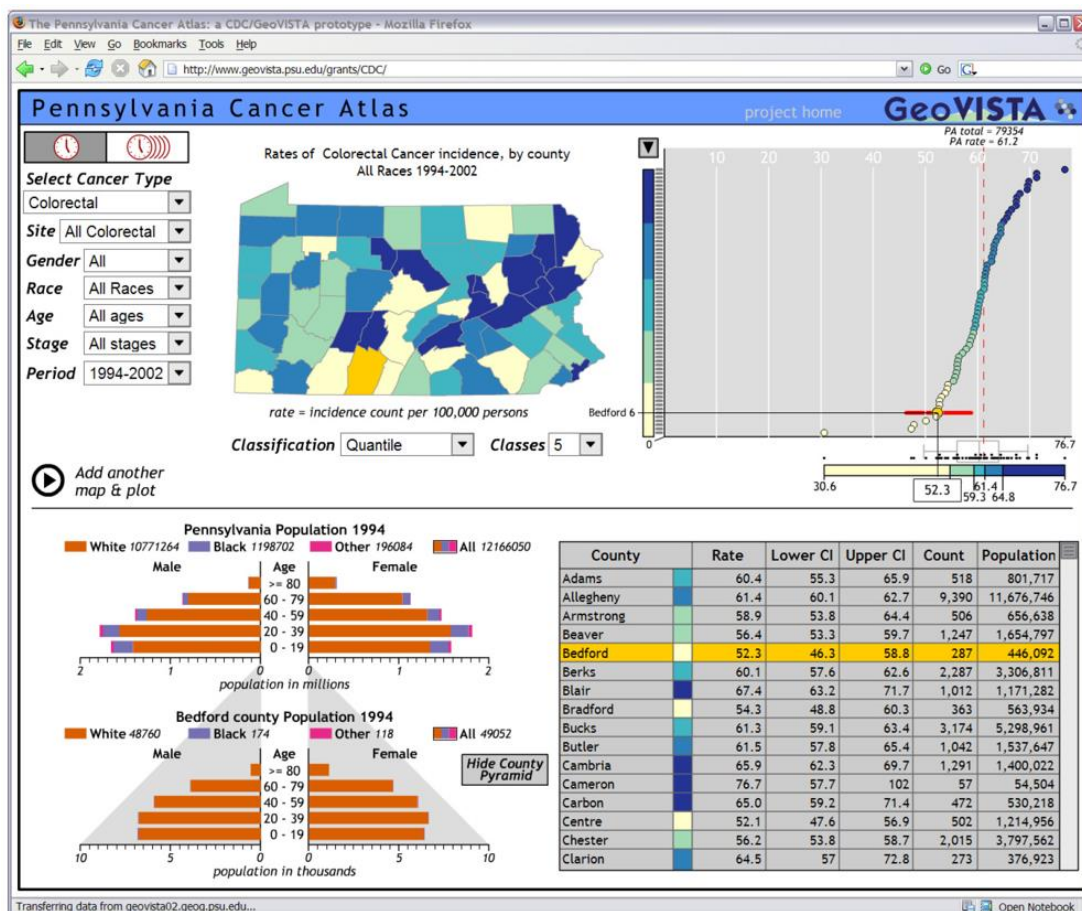 The Pennsylvania Cancer Atlas: a CDC/GeoVISTA prototype - Mozilla Firefox
File Edit View Go Bookmarks Tools Help
http://www.geovista.psu.edu/grants/CDC/ Go
Pennsylvania Cancer Atlas project home GeoVISTA
PA total = 79354
PA rate = 61.2
10 20 30 40 50 60 70
Rates of Colorectal Cancer incidence, by county
All Races 1994-2002
Select Cancer Type
Colorectal
Site All Colorectal
Gender All
Race All Races
Age All ages
Stage All stages
Period 1994-2002
rate = incidence count per 100,000 persons
Classification Quantile Classes 5
Bedford 6
0 76.7
30.6 52.3 59.3 61.4 64.8 76.7
Add another
map & plot
Pennsylvania Population 1994
White 10771264 Black 1198702 Other 196084 All 12166050
Male Age Female
>= 80
60 - 79
40 - 59
20 - 39
0 - 19
2 1 0 0 1 2
population in millions
Bedford county Population 1994
White 48760 Black 174 Other 118 All 49052
Male Age Female
>= 80
60 - 79
40 - 59
20 - 39
0 - 19
10 5 0 0 5 10
population in thousands
Hide County
Pyramid
County Rate Lower CI Upper CI Count Population
Adams 60.4 55.3 65.9 518 801,717
Allegheny 61.4 60.1 62.7 9,390 11,676,746
Armstrong 58.9 53.8 64.4 506 656,638
Beaver 56.4 53.3 59.7 1,247 1,654,797
Bedford 52.3 46.3 58.8 287 446,092
Berks 60.1 57.6 62.6 2,287 3,306,811
Blair 67.4 63.2 71.7 1,012 1,171,282
Bradford 54.3 48.8 60.3 363 563,934
Bucks 61.3 59.1 63.4 3,174 5,298,961
Butler 61.5 57.8 65.4 1,042 1,537,647
Cambria 65.9 62.3 69.7 1,291 1,400,022
Cameron 76.7 57.7 102 57 54,504
Carbon 65.0 59.2 71.4 472 530,218
Centre 52.1 47.6 56.9 502 1,214,956
Chester 56.2 53.8 58.7 2,015 3,797,562
Clarion 64.5 57 72.8 273 376,923
Transferring data from geovista02.geog.psu.edu... Open Notebook